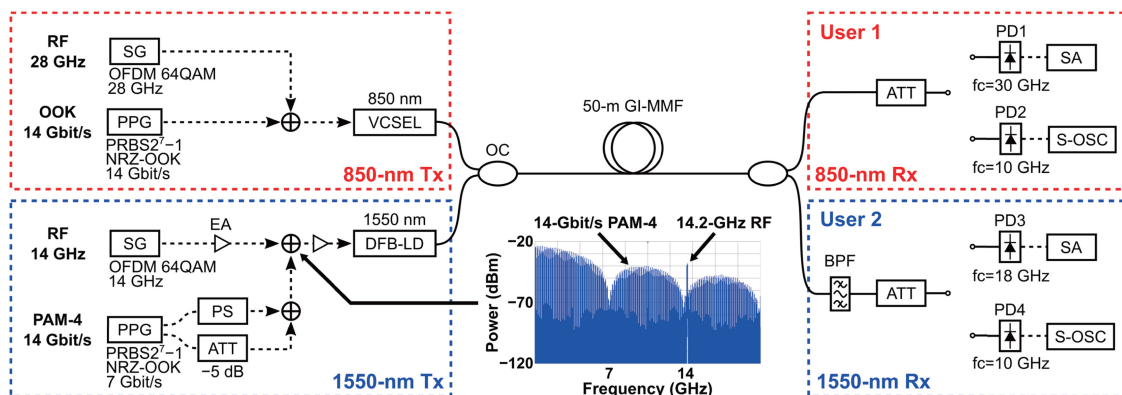 RF
28 GHz
SG
OFDM 64QAM
28 GHz
OOK
14 Gbit/s
PPG
PRBS2⁷−1
NRZ-OOK
14 Gbit/s
850 nm
VCSEL
850-nm Tx
RF
14 GHz
SG
OFDM 64QAM
14 GHz
EA
PAM-4
14 Gbit/s
PPG
PRBS2⁷−1
NRZ-OOK
7 Gbit/s
PS
ATT
−5 dB
1550 nm
DFB-LD
1550-nm Tx
OC
50-m GI-MMF
14-Gbit/s PAM-4
14.2-GHz RF
Power (dBm)
−20
−70
−120
7
14
Frequency (GHz)
User 1
ATT
PD1
SA
fc=30 GHz
PD2
S-OSC
fc=10 GHz
850-nm Rx
User 2
BPF
ATT
PD3
SA
fc=18 GHz
PD4
S-OSC
fc=10 GHz
1550-nm Rx